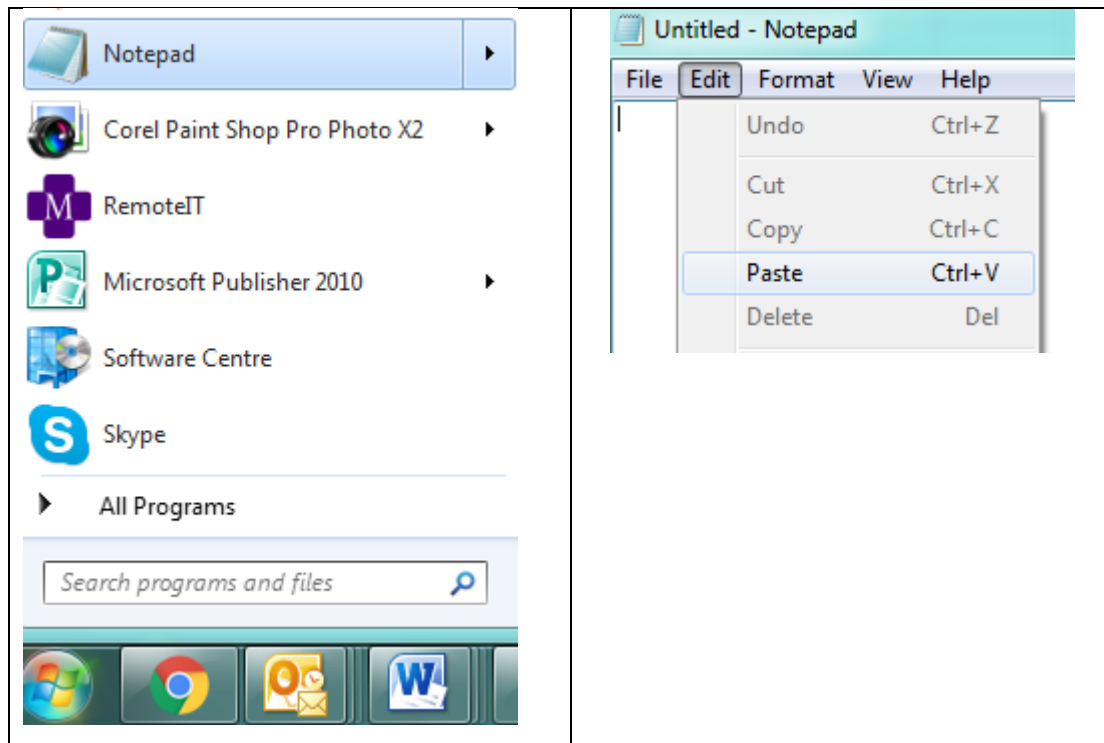 Notepad
Corel Paint Shop Pro Photo X2
M RemoteIT
P Microsoft Publisher 2010
Software Centre
S Skype
All Programs
Search programs and files
O W
Untitled - Notepad
File Edit Format View Help
Undo Ctrl+Z
Cut Ctrl+X
Copy Ctrl+C
Paste Ctrl+V
Delete Del